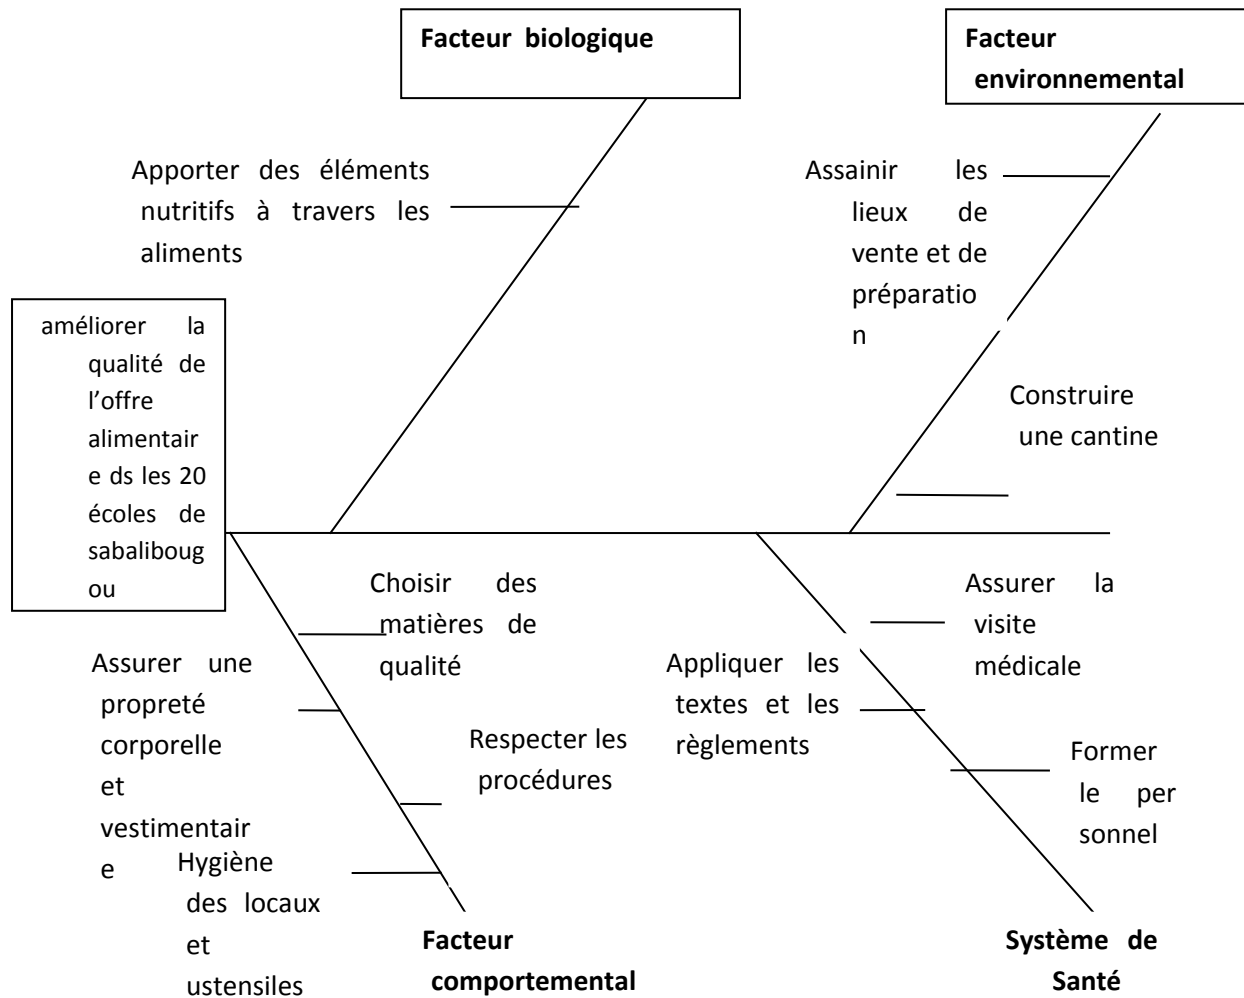 Facteur biologique
Facteur
environnemental
Apporter des éléments
nutritifs à travers les
aliments
Assainir les
lieux de
vente et de
préparatio
n
améliorer la
qualité de
l’offre
alimentair
e ds les 20
écoles de
sabaliboug
ou
Construire
une cantine
Choisir des
matières de
qualité
Assurer la
visite
médicale
Assurer une
propreté
corporelle
et
vestimentair
e
Appliquer les
textes et les
règlements
Respecter les
procédures
Former
le per
sonnel
Hygiène
des locaux
et
ustensiles
Facteur
comportemental
Système de
Santé